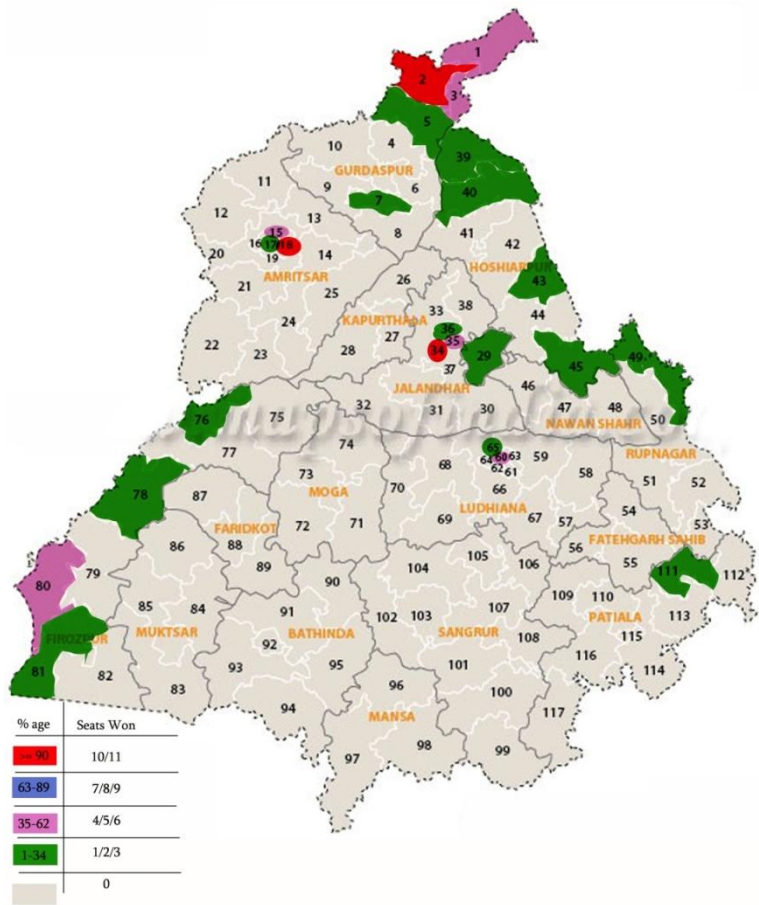 1
2
3
10 4 5
39
GURDASPUR
11 9 6 40
7
12 13
15 8 41 42
16 17 18
20 19 14 HOSHIARPUR
AMRITSAR 26 43
21 25 33 38
24 KAPURTHALA 36 44
22 23 28 27 34 35 29 49
37 45
JALANDHAR 46
76 75 32 31 30 47 48 50
NAWAN SHAHR
74 65
77 68 64 60 63 59 RUPNAGAR
73 62 61 58 51 52
78 87 MOGA 70 66
LUDHIANA 54
FARIDKOT 72 71 69 67 57 53
88 FATEHGARH SAHIB
86 56 55
79 89 104 105 106 111 112
80 90
85 84 91 102 103 107 109 110 113
FIROZPUR MUKTSAR BATHINDA SANGRUR PATIALA
92 108 115
81 82 93 95 101 116 114
83 96 100
94 MANSA 117
97 98 99
% age Seats Won
90 10/11
63-89 7/8/9
35-62 4/5/6
1-34 1/2/3
0
mapsofindia